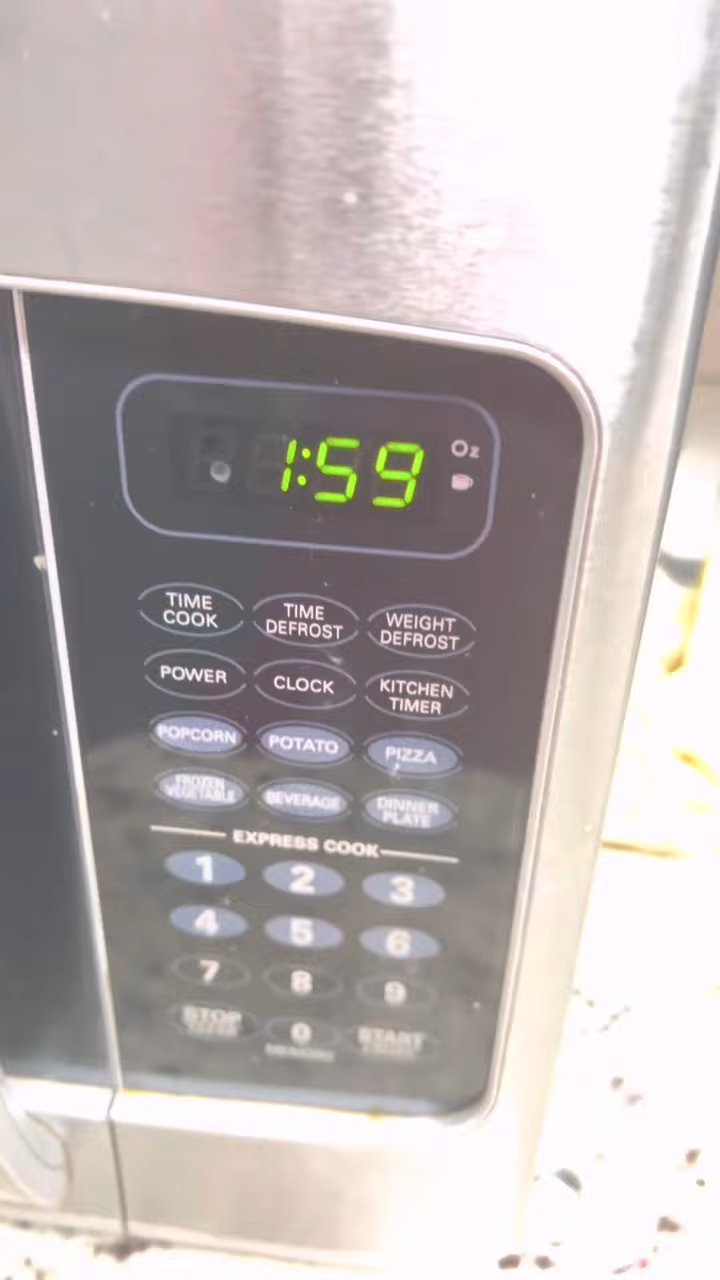 1:59 Oz
TIME COOK
TIME DEFROST
WEIGHT DEFROST
POWER
CLOCK
KITCHEN TIMER
POPCORN
POTATO
PIZZA
FROZEN VEGETABLE
BEVERAGE
DINNER PLATE
EXPRESS COOK
1 2 3
4 5 6
7 8 9
STOP 0 START
MEMORY